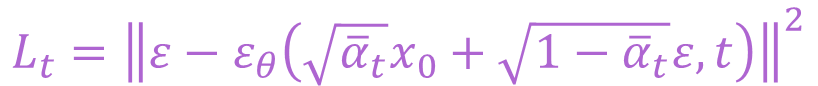 L_t = ‖ε − ε_θ(√ᾱ_t x_0 + √1 − ᾱ_t ε, t)‖²